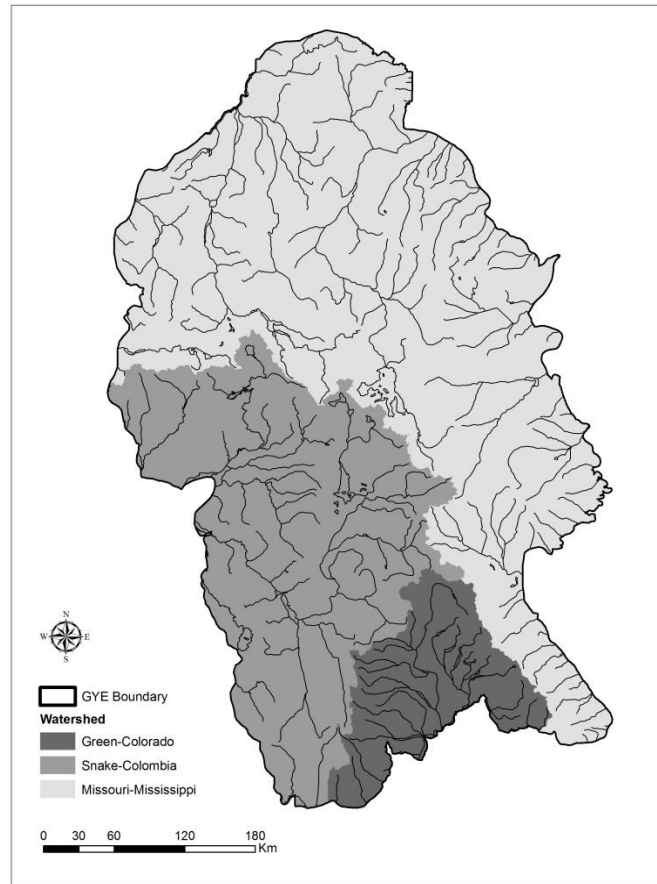 N
W E
S
GYE Boundary
Watershed
Green-Colorado
Snake-Colombia
Missouri-Mississippi
0 30 60 120 180
Km